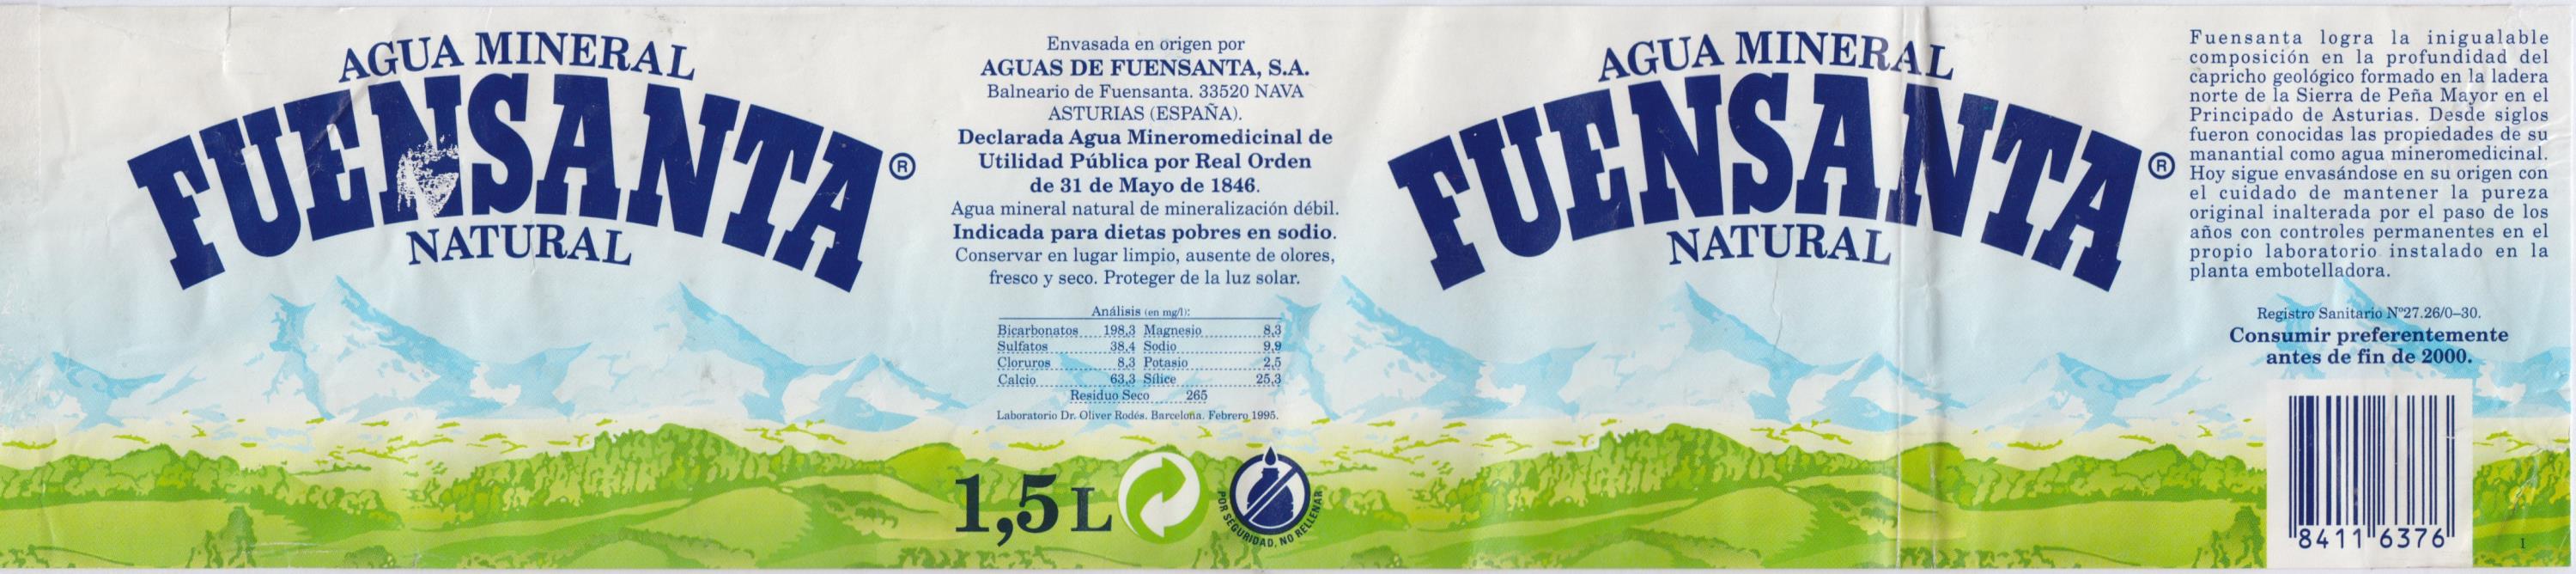 AGUA MINERAL
FUENSANTA®
NATURAL
Envasada en origen por
AGUAS DE FUENSANTA, S.A.
Balneario de Fuensanta. 33520 NAVA
ASTURIAS (ESPAÑA).
Declarada Agua Mineromedicinal de
Utilidad Pública por Real Orden
de 31 de Mayo de 1846.
Agua mineral natural de mineralización débil.
Indicada para dietas pobres en sodio.
Conservar en lugar limpio, ausente de olores,
fresco y seco. Proteger de la luz solar.
Análisis (en mg/l):
Bicarbonatos 198,3 Magnesio 8,3
Sulfatos 38,4 Sodio 9,9
Cloruros 8,3 Potasio 2,5
Calcio 63,3 Sílice 25,3
Residuo Seco 265
Laboratorio Dr. Oliver Rodés. Barcelona. Febrero 1995.
1,5 L
POR SEGURIDAD, NO RELLENAR
AGUA MINERAL
FUENSANTA®
NATURAL
Fuensanta logra la inigualable
composición en la profundidad del
capricho geológico formado en la ladera
norte de la Sierra de Peña Mayor en el
Principado de Asturias. Desde siglos
fueron conocidas las propiedades de su
manantial como agua mineromedicinal.
Hoy sigue envasándose en su origen con
el cuidado de mantener la pureza
original inalterada por el paso de los
años con controles permanentes en el
propio laboratorio instalado en la
planta embotelladora.
Registro Sanitario Nº27.26/0–30.
Consumir preferentemente
antes de fin de 2000.
8411 6376
1